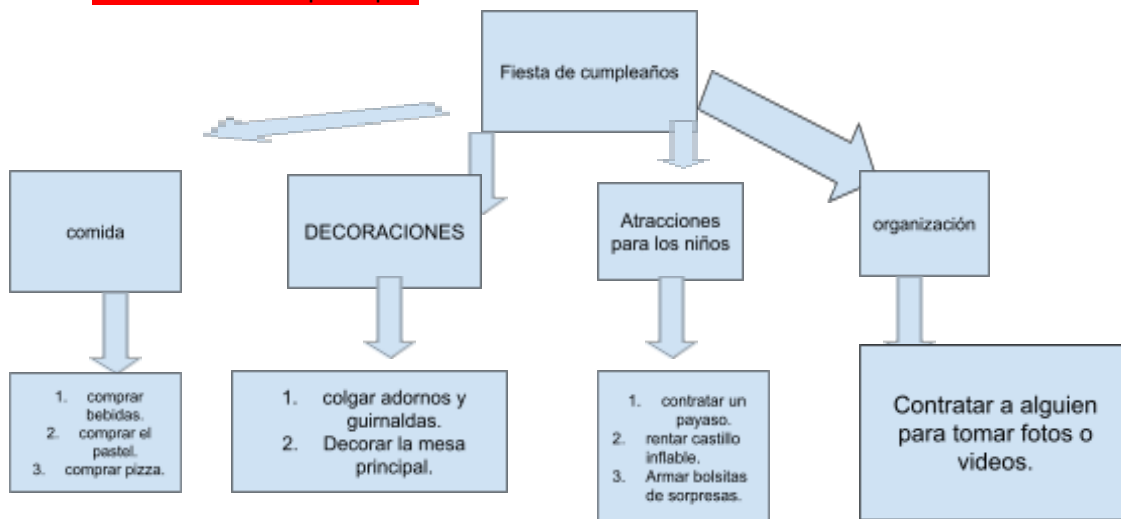 Fiesta de cumpleaños
comida
DECORACIONES
Atracciones
para los niños
organización
1. comprar
bebidas.
2. comprar el
pastel.
3. comprar pizza.
1. colgar adornos y
guirnaldas.
2. Decorar la mesa
principal.
1. contratar un
payaso.
2. rentar castillo
inflable.
3. Armar bolsitas
de sorpresas.
Contratar a alguien
para tomar fotos o
videos.